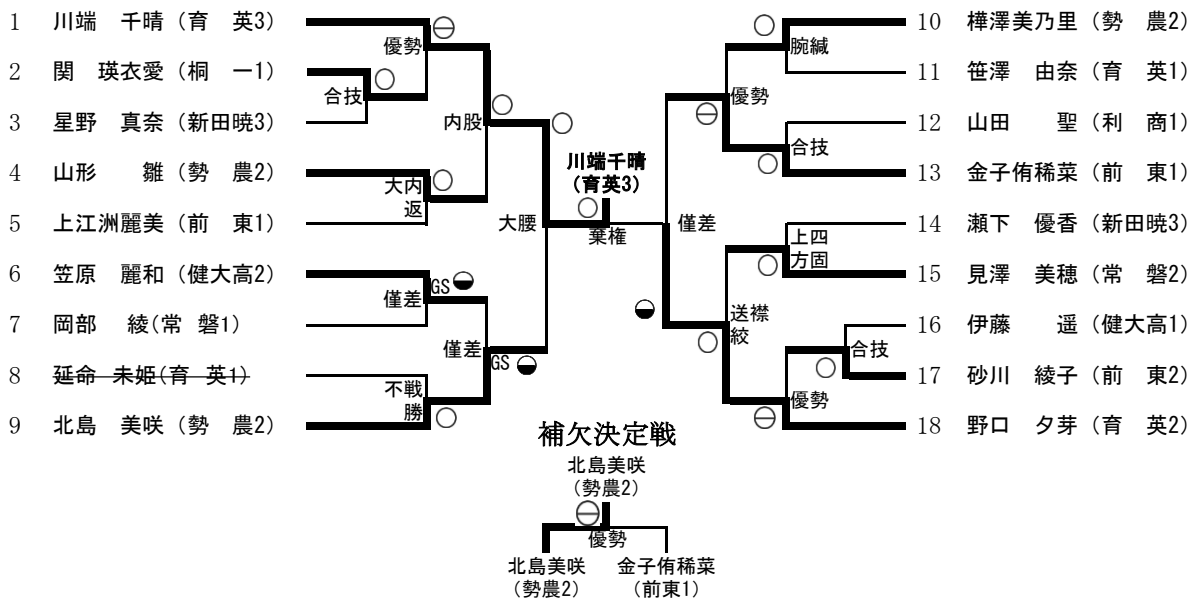 1 川端 千晴 (育 英3)
2 関 瑛衣愛 (桐 一1)
3 星野 真奈 (新田暁3)
4 山形 雛 (勢 農2)
5 上江洲麗美 (前 東1)
6 笠原 麗和 (健大高2)
7 岡部 綾(常 磐1)
8 延命 未姫(育 英1)
9 北島 美咲 (勢 農2)
優勢
合技
内股
大内
返
大腰
GS
僅差
僅差
GS
不戦
勝
川端千晴
(育英3)
棄権
僅差
腕緘
優勢
合技
上四
方固
送襟
絞
合技
優勢
10 樺澤美乃里 (勢 農2)
11 笹澤 由奈 (育 英1)
12 山田 聖 (利 商1)
13 金子侑稀菜 (前 東1)
14 瀬下 優香 (新田暁3)
15 見澤 美穂 (常 磐2)
16 伊藤 遥 (健大高1)
17 砂川 綾子 (前 東2)
18 野口 夕芽 (育 英2)
補欠決定戦
北島美咲
(勢農2)
優勢
北島美咲
(勢農2)
金子侑稀菜
(前東1)